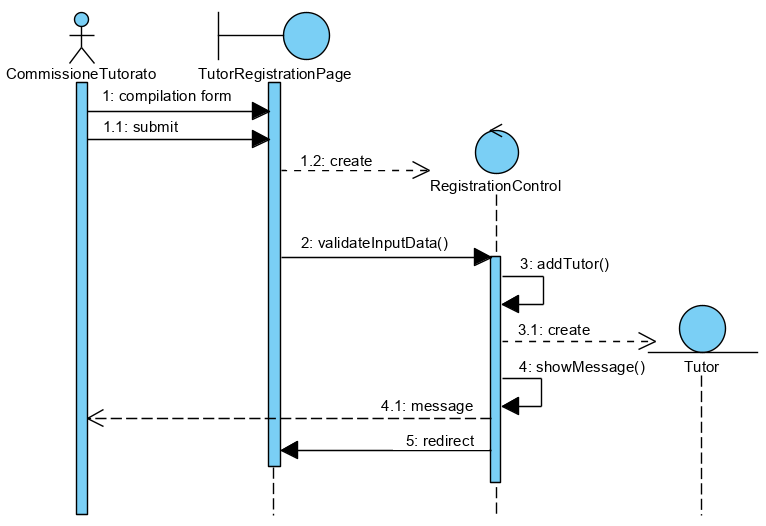 CommissioneTutorato
TutorRegistrationPage
1: compilation form
1.1: submit
1.2: create
RegistrationControl
2: validateInputData()
3: addTutor()
3.1: create
Tutor
4: showMessage()
4.1: message
5: redirect